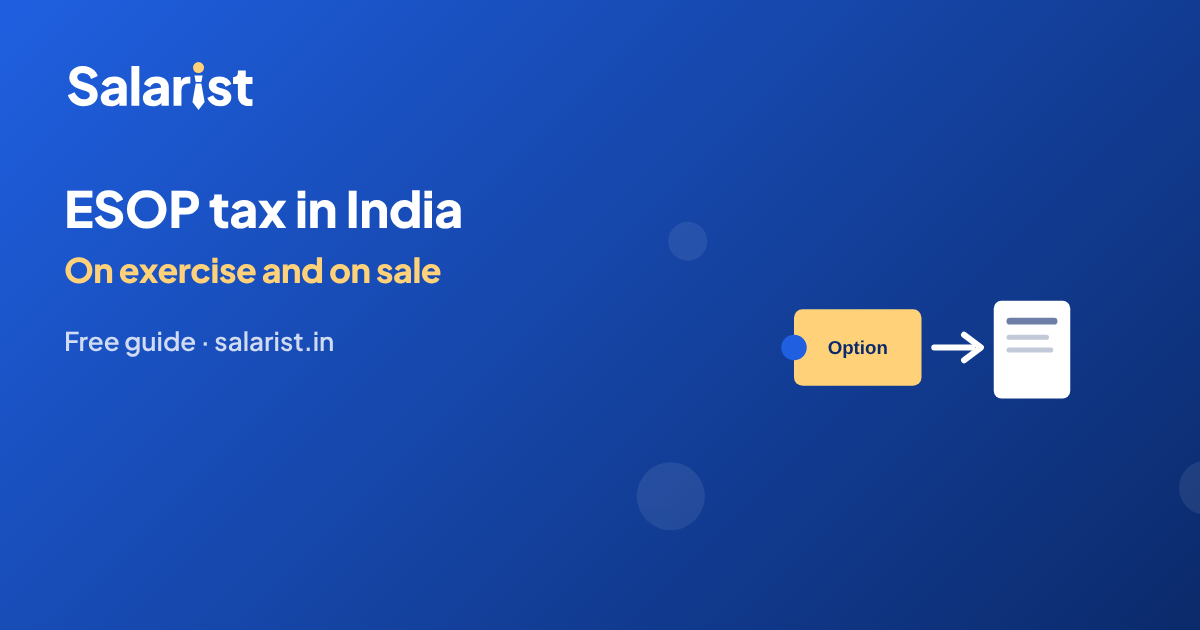 Salarist
ESOP tax in India
On exercise and on sale
Free guide · salarist.in
Option